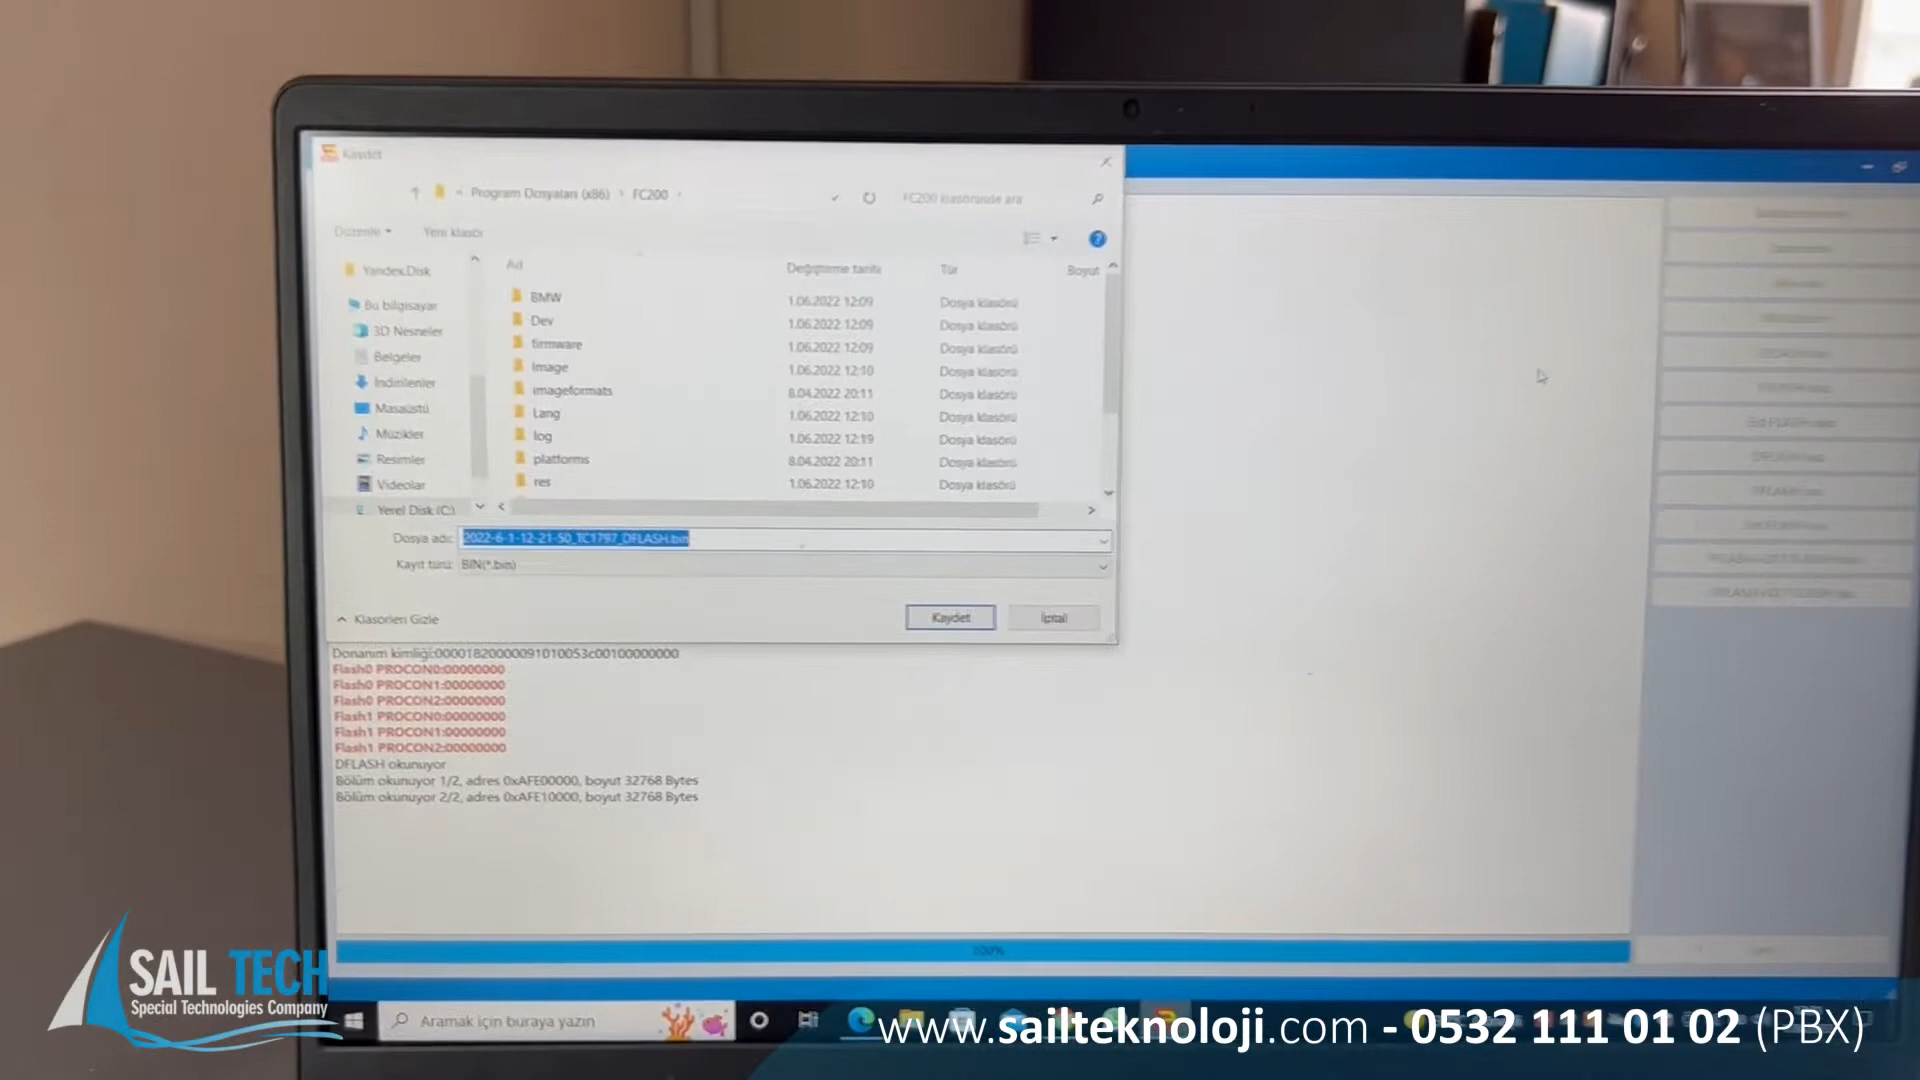 Kaydet
Program Dosyaları (x86) › FC200 ›
FC200 klasöründe ara
Düzenle
Yeni klasör
Ad
Değiştirme tarihi
Tür
Boyut
Yandex.Disk
Bu bilgisayar
3D Nesneler
Belgeler
İndirilenler
Masaüstü
Müzikler
Resimler
Videolar
Yerel Disk (C:)
BMW 1.06.2022 12:09 Dosya klasörü
Dev 1.06.2022 12:09 Dosya klasörü
firmware 1.06.2022 12:09 Dosya klasörü
Image 1.06.2022 12:10 Dosya klasörü
imageformats 8.04.2022 20:11 Dosya klasörü
Lang 1.06.2022 12:10 Dosya klasörü
log 1.06.2022 12:19 Dosya klasörü
platforms 8.04.2022 20:11 Dosya klasörü
res 1.06.2022 12:10 Dosya klasörü
Dosya adı: 2022-6-1-12-21-50_TC1797_DFLASH.bin
Kayıt türü: BIN(*.bin)
Klasörleri Gizle
Kaydet
İptal
Donanım kimliği:00001820000091010053c00100000000
Flash0 PROCON0:00000000
Flash0 PROCON1:00000000
Flash0 PROCON2:00000000
Flash1 PROCON0:00000000
Flash1 PROCON1:00000000
Flash1 PROCON2:00000000
DFLASH okunuyor
Bölüm okunuyor 1/2, adres 0xAFE00000, boyut 32768 Bytes
Bölüm okunuyor 2/2, adres 0xAFE10000, boyut 32768 Bytes
100%
Aramak için buraya yazın
SAIL TECH
Special Technologies Company
www.sailteknoloji.com - 0532 111 01 02 (PBX)